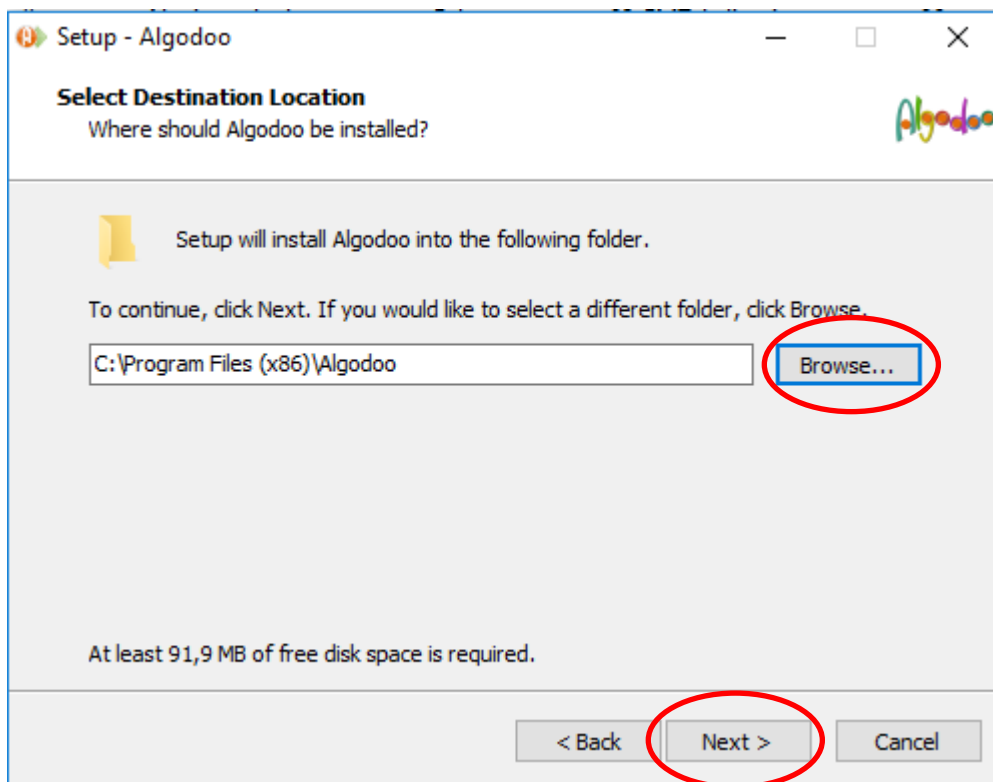 Setup - Algodoo
Select Destination Location
Where should Algodoo be installed?
Algodoo
Setup will install Algodoo into the following folder.
To continue, click Next. If you would like to select a different folder, click Browse.
C:\Program Files (x86)\Algodoo
Browse...
At least 91,9 MB of free disk space is required.
< Back
Next >
Cancel